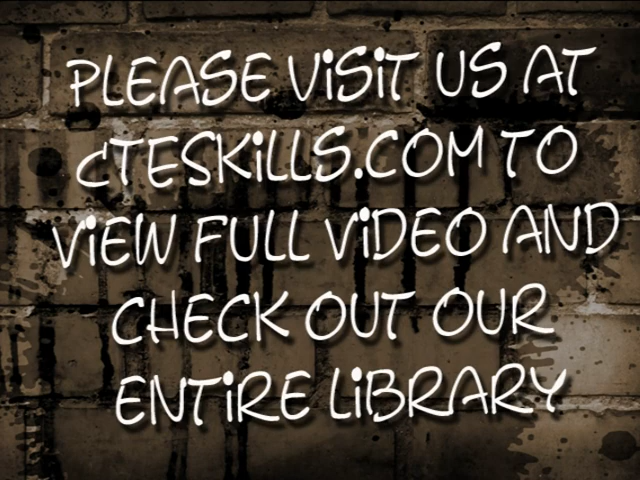 PLEASE ViSiT US AT
CTESKiLLS.COM TO
ViEW FULL ViDEO AND
CHECK OUT OUR
ENTiRE LiBRARY